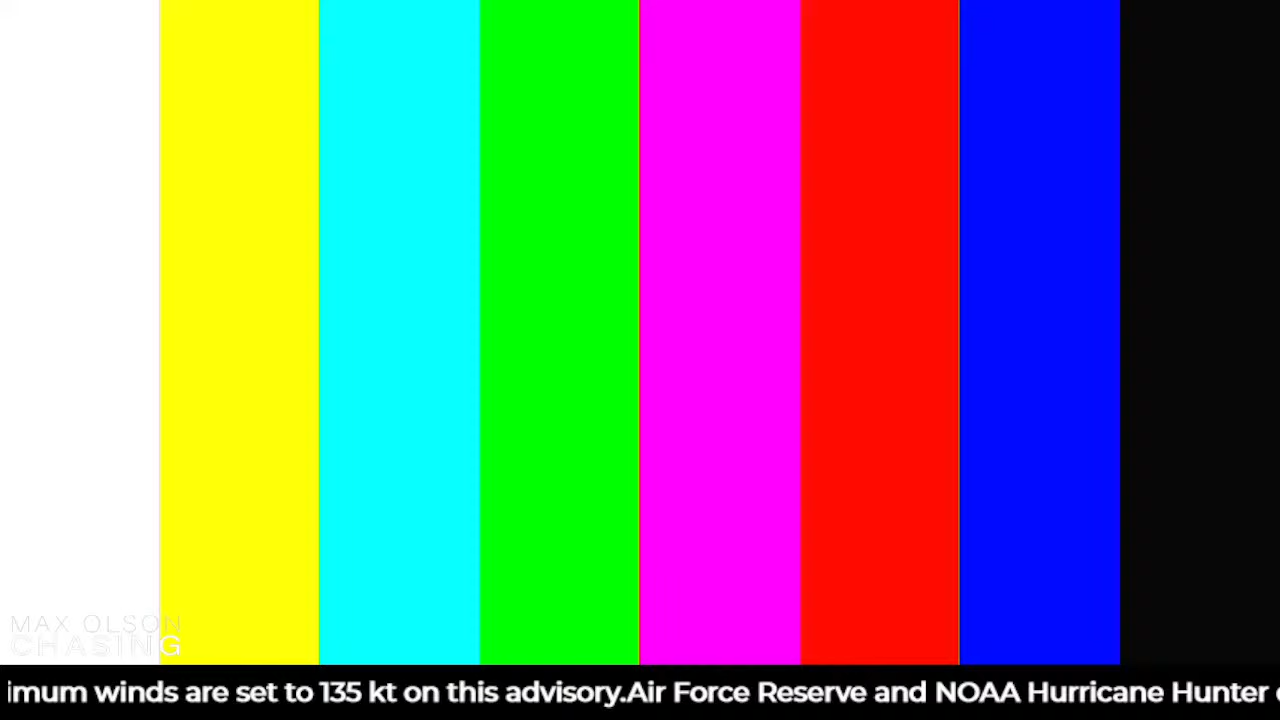 MAX OLSON
CHASING
imum winds are set to 135 kt on this advisory.Air Force Reserve and NOAA Hurricane Hunter